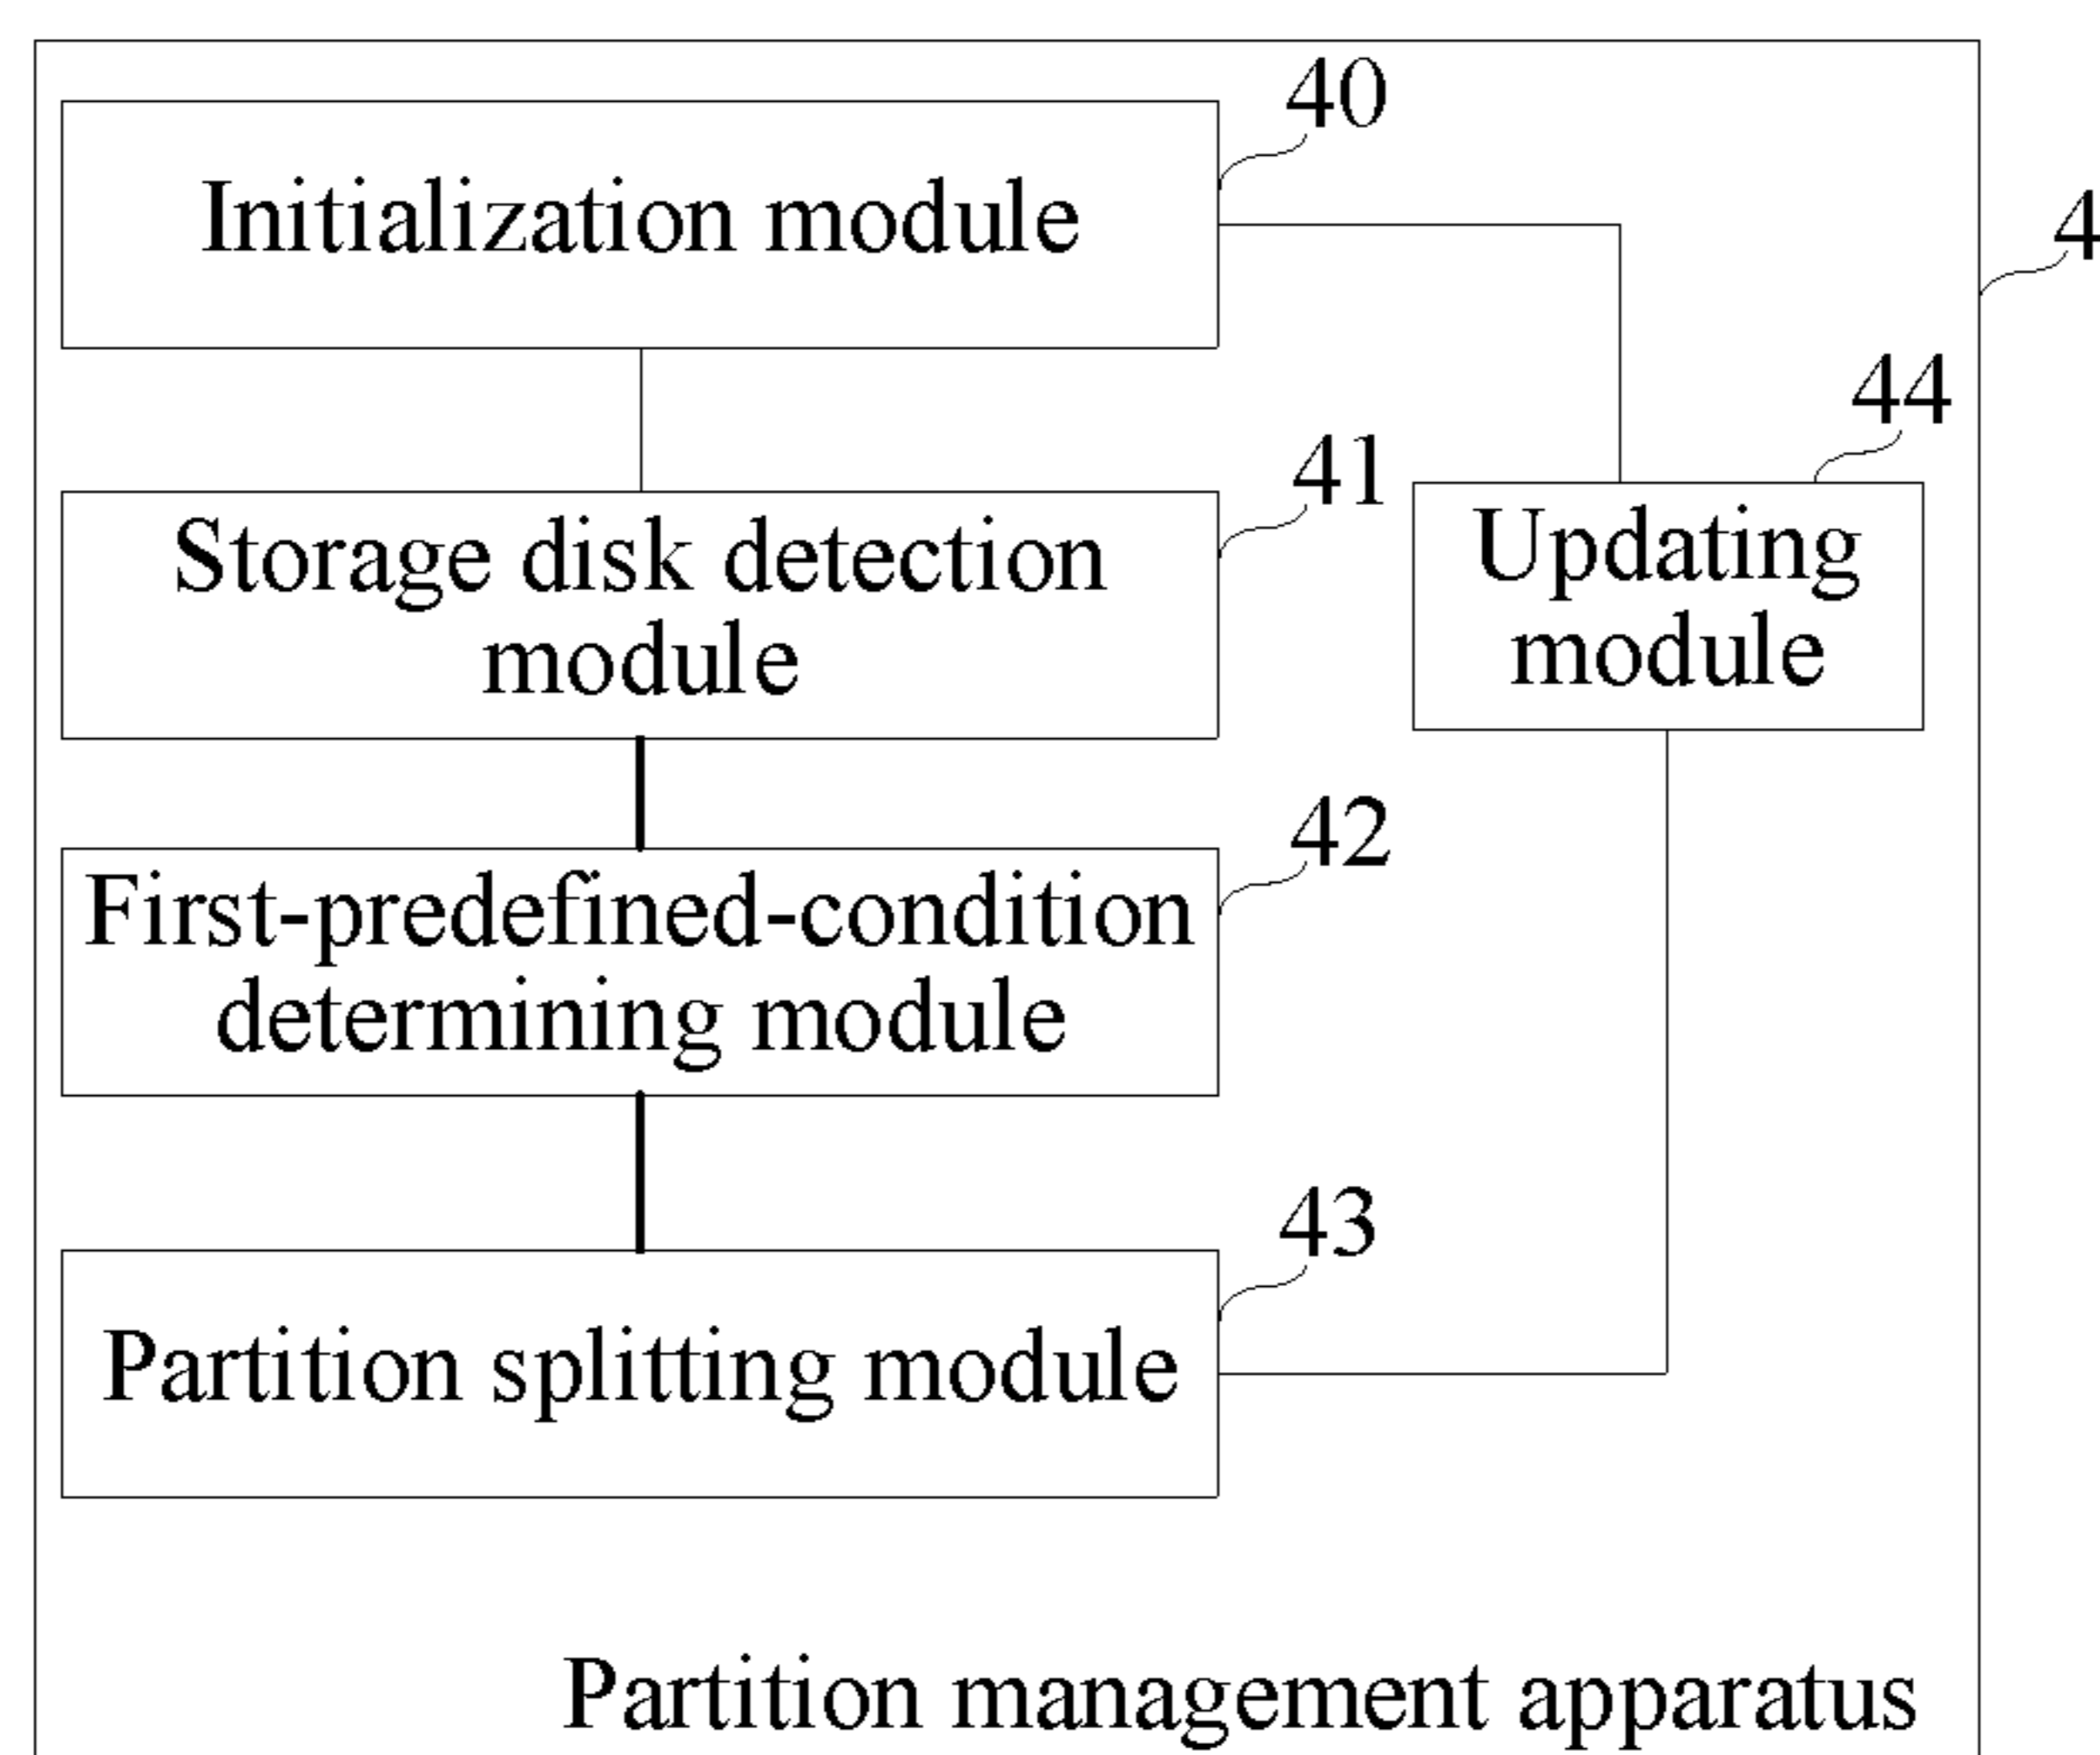 40
Initialization module
4
44
41
Storage disk detection
module
Updating
module
42
First-predefined-condition
determining module
43
Partition splitting module
Partition management apparatus